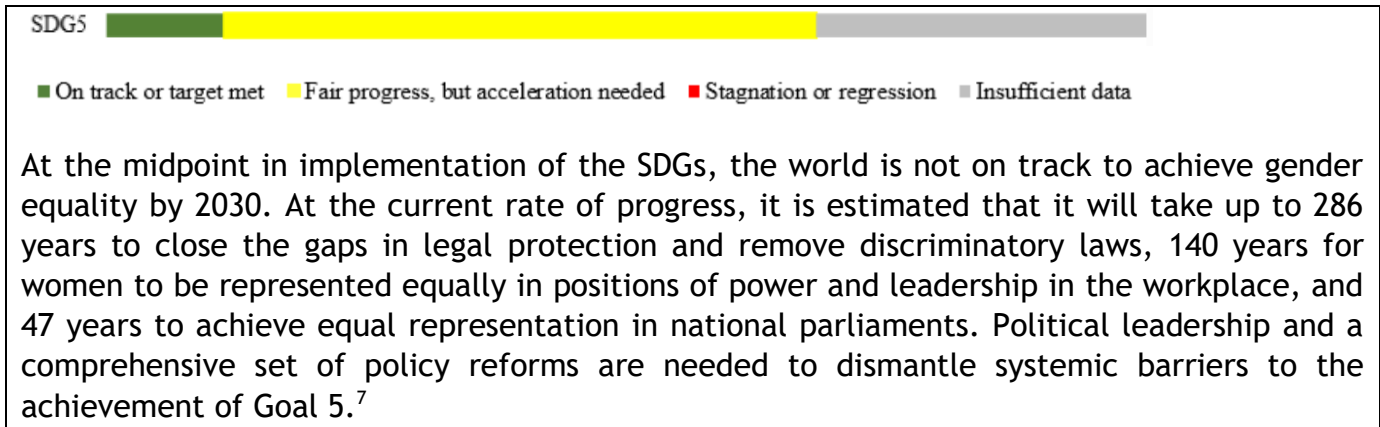 SDG5
On track or target met Fair progress, but acceleration needed Stagnation or regression Insufficient data
At the midpoint in implementation of the SDGs, the world is not on track to achieve gender
equality by 2030. At the current rate of progress, it is estimated that it will take up to 286
years to close the gaps in legal protection and remove discriminatory laws, 140 years for
women to be represented equally in positions of power and leadership in the workplace, and
47 years to achieve equal representation in national parliaments. Political leadership and a
comprehensive set of policy reforms are needed to dismantle systemic barriers to the
achievement of Goal 5.7